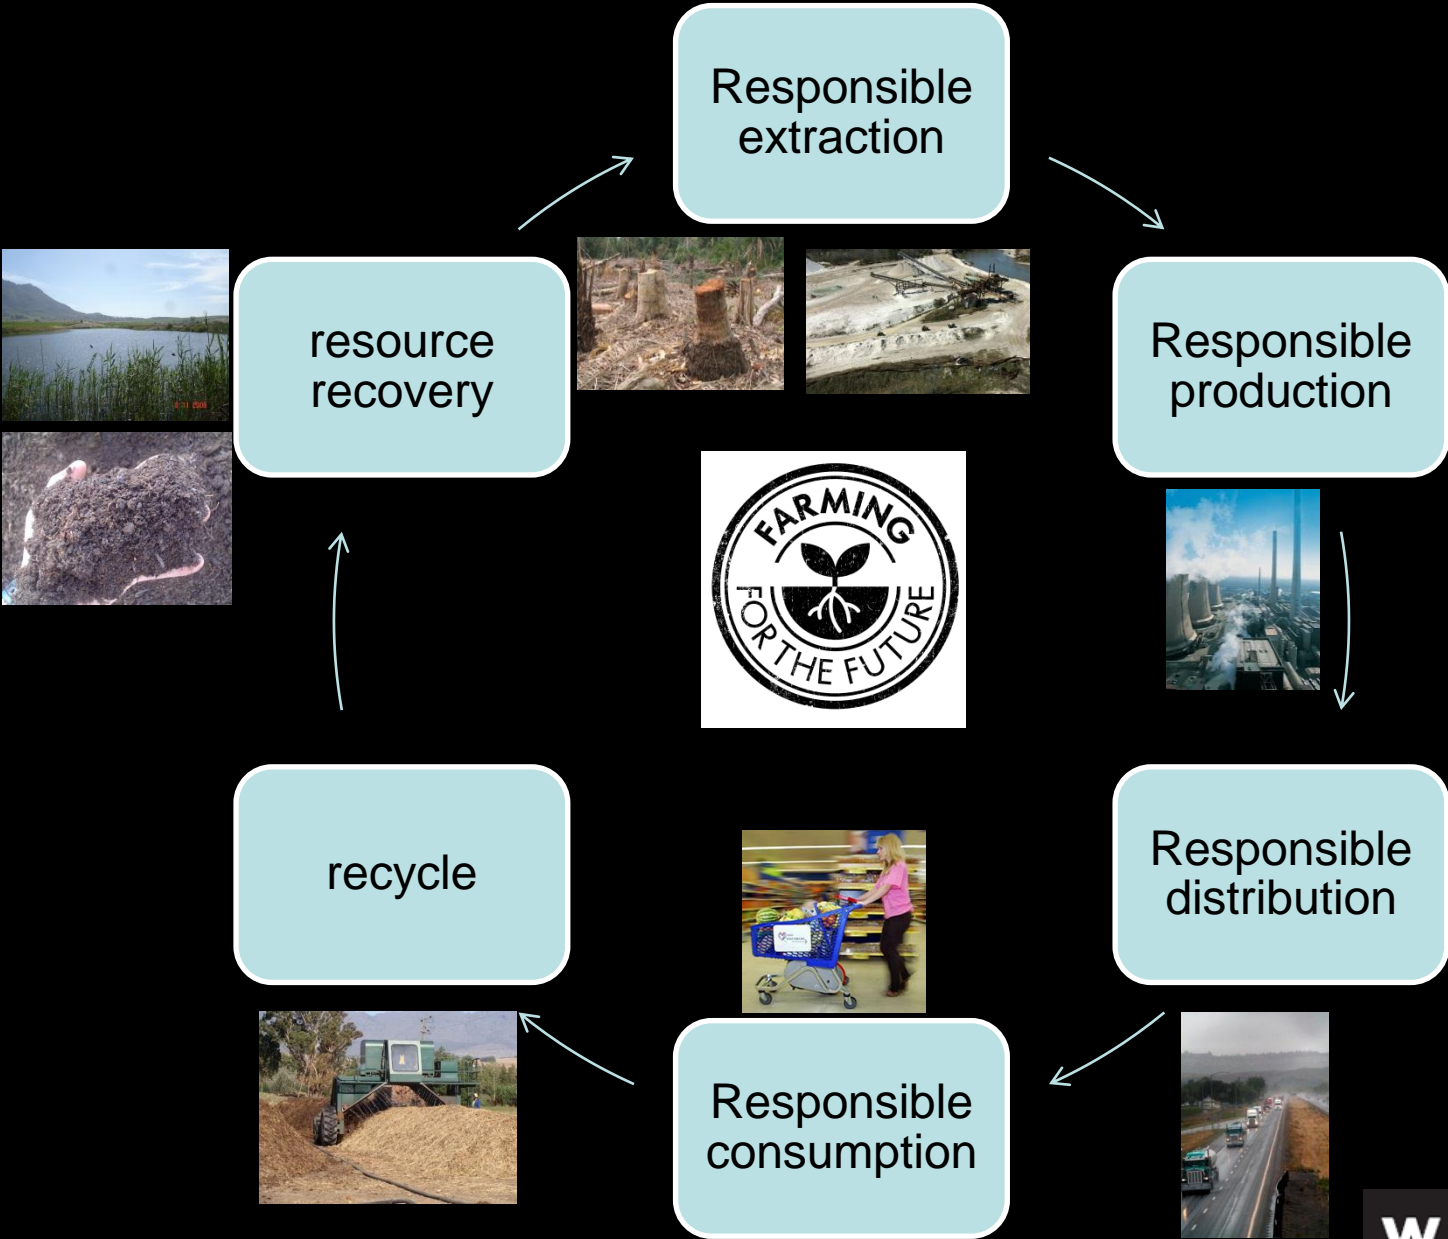 Responsible
extraction
resource
recovery
Responsible
production
FARMING
FOR THE FUTURE
recycle
Responsible
distribution
Responsible
consumption
W